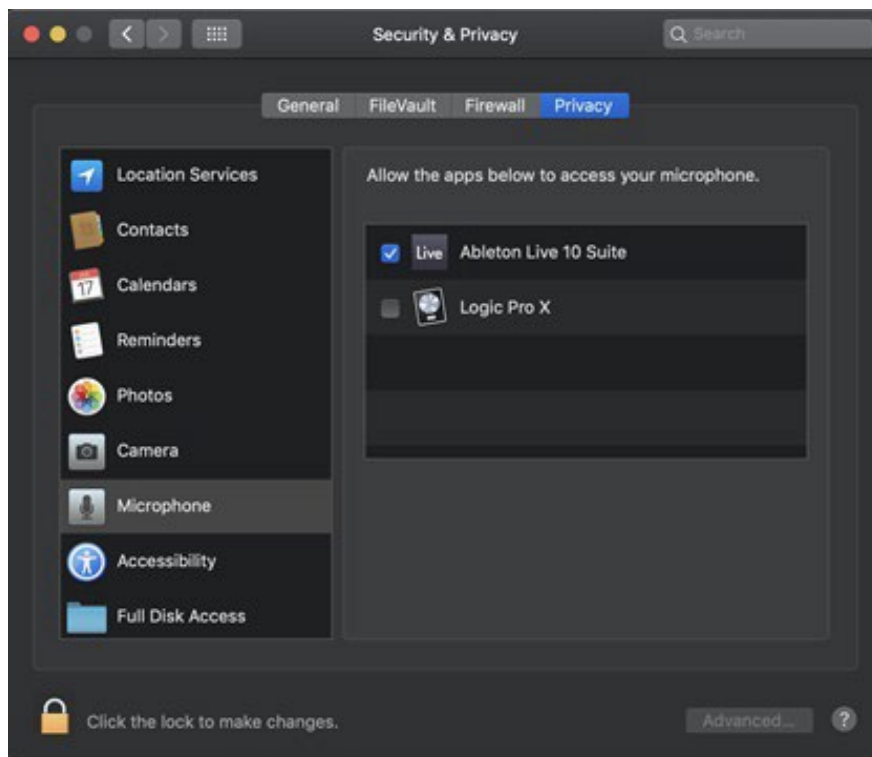 Security & Privacy
Search
General FileVault Firewall Privacy
Location Services
Contacts
17
Calendars
Reminders
Photos
Camera
Microphone
Accessibility
Full Disk Access
Allow the apps below to access your microphone.
Live Ableton Live 10 Suite
Logic Pro X
Click the lock to make changes.
Advanced...
?